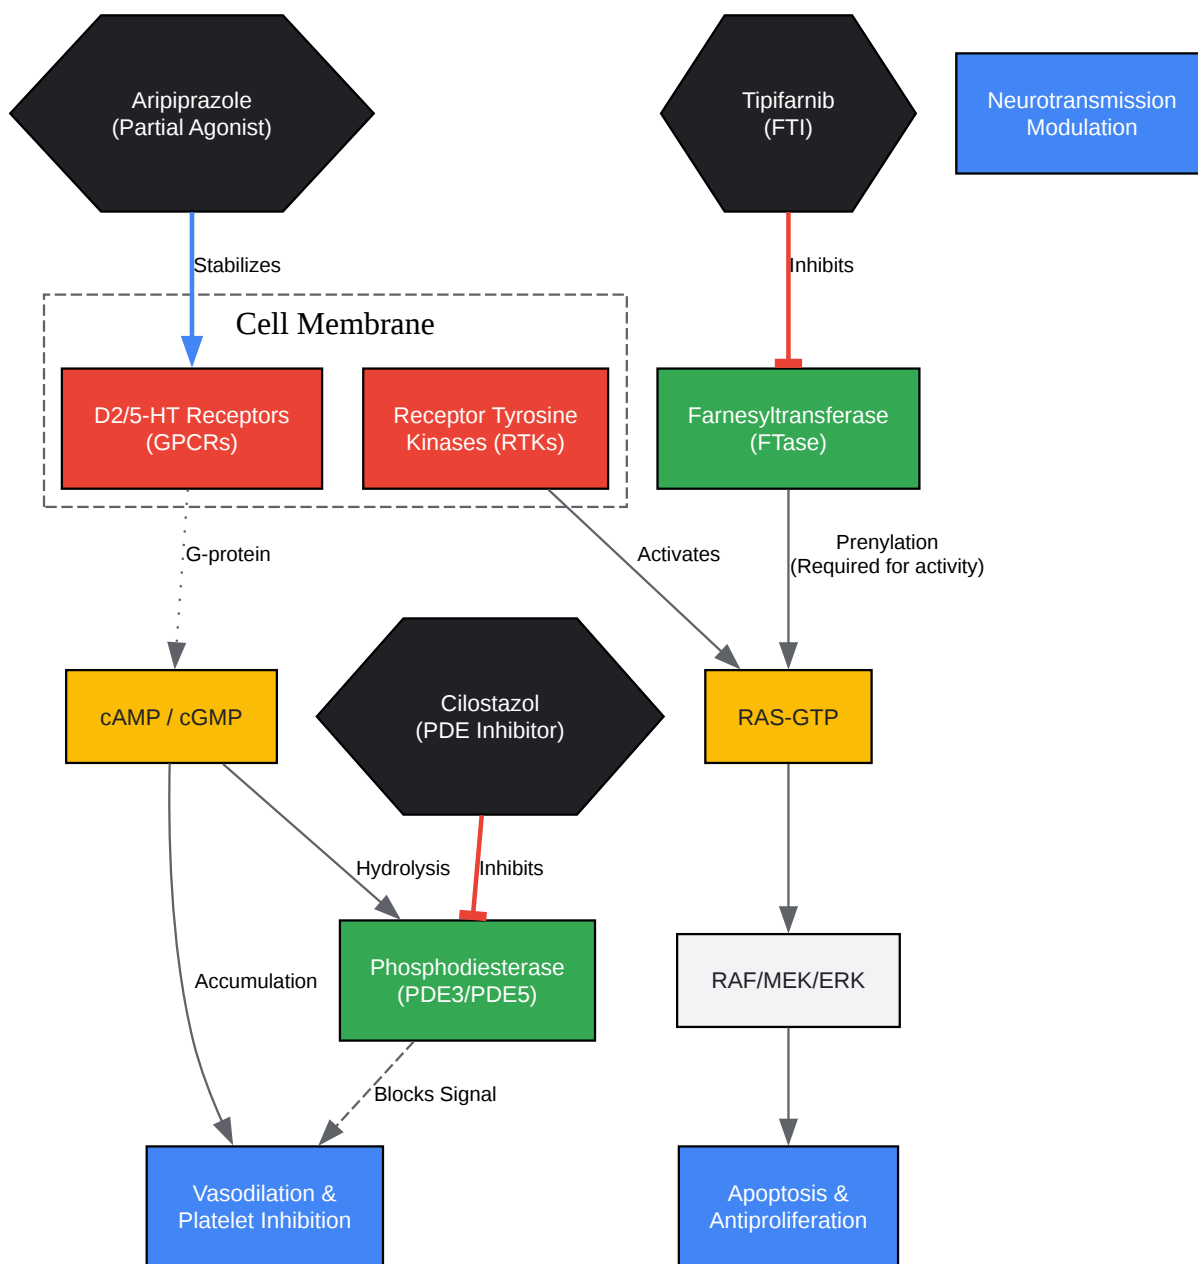 Aripiprazole
(Partial Agonist)
Tipifarnib
(FTI)
Neurotransmission
Modulation
Stabilizes
Inhibits
Cell Membrane
D2/5-HT Receptors
(GPCRs)
Receptor Tyrosine
Kinases (RTKs)
Farnesyltransferase
(FTase)
G-protein
Activates
Prenylation
(Required for activity)
cAMP / cGMP
Cilostazol
(PDE Inhibitor)
RAS-GTP
Hydrolysis
Inhibits
Accumulation
Phosphodiesterase
(PDE3/PDE5)
RAF/MEK/ERK
Blocks Signal
Vasodilation &
Platelet Inhibition
Apoptosis &
Antiproliferation